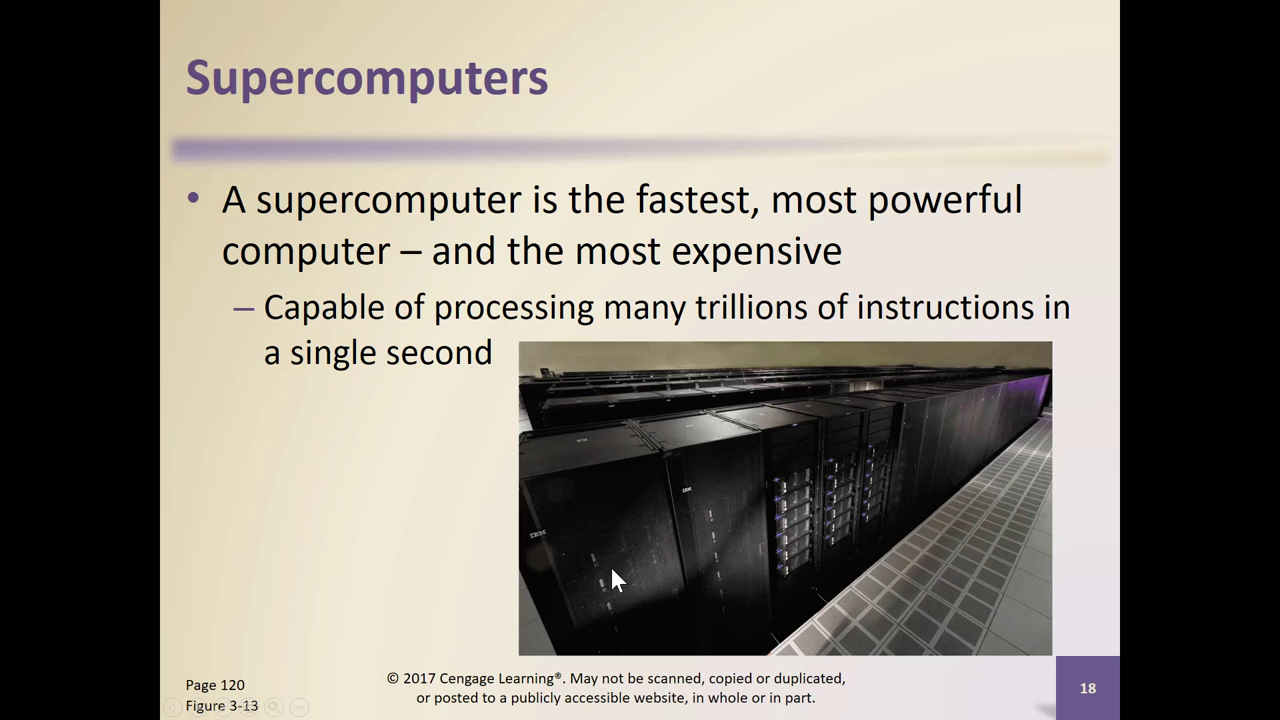 Supercomputers
• A supercomputer is the fastest, most powerful
computer – and the most expensive
– Capable of processing many trillions of instructions in
a single second
IBM
IBM
Page 120
Figure 3-13
© 2017 Cengage Learning®. May not be scanned, copied or duplicated,
or posted to a publicly accessible website, in whole or in part.
18